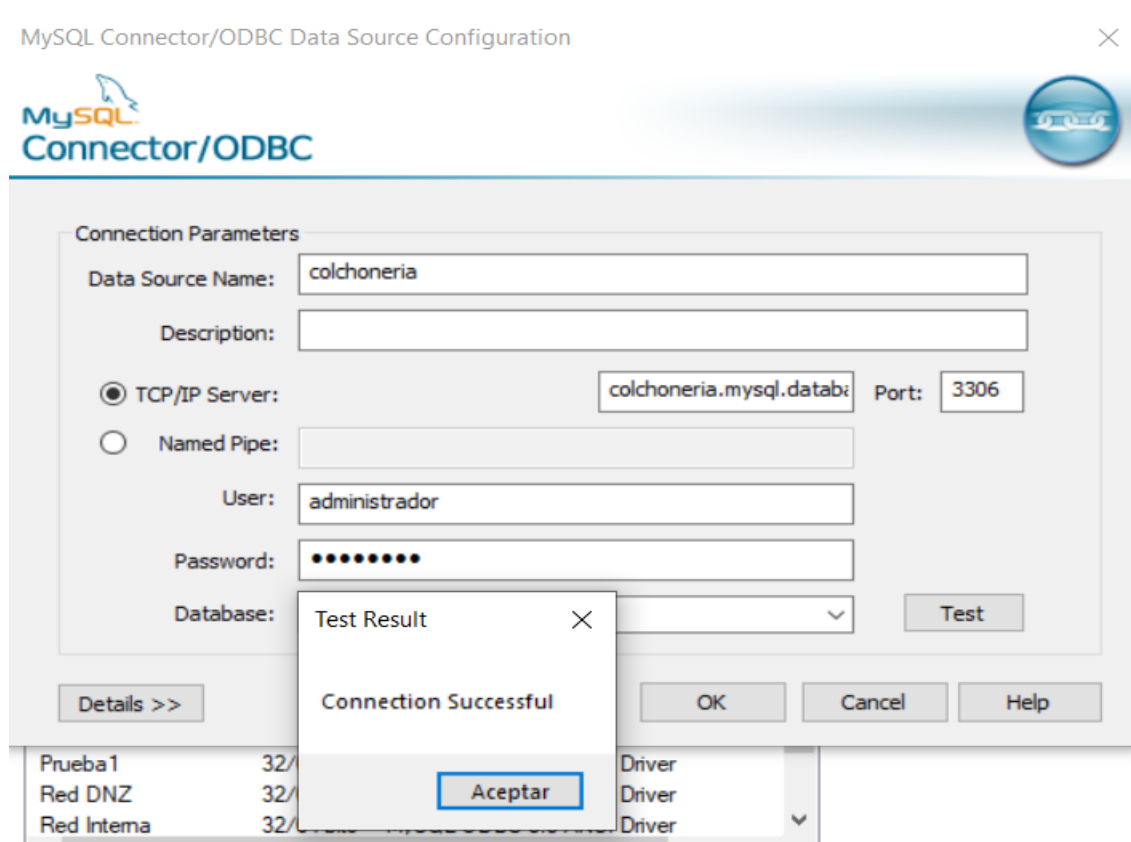 MySQL Connector/ODBC Data Source Configuration
MySQL
Connector/ODBC
Connection Parameters
Data Source Name: colchoneria
Description:
TCP/IP Server: colchoneria.mysql.databa Port: 3306
Named Pipe:
User: administrador
Password: ••••••••
Database: Test
Test Result
Connection Successful
Aceptar
Details >> OK Cancel Help
Prueba1 32/ Driver
Red DNZ 32/ Driver
Red Interna 32/ Driver